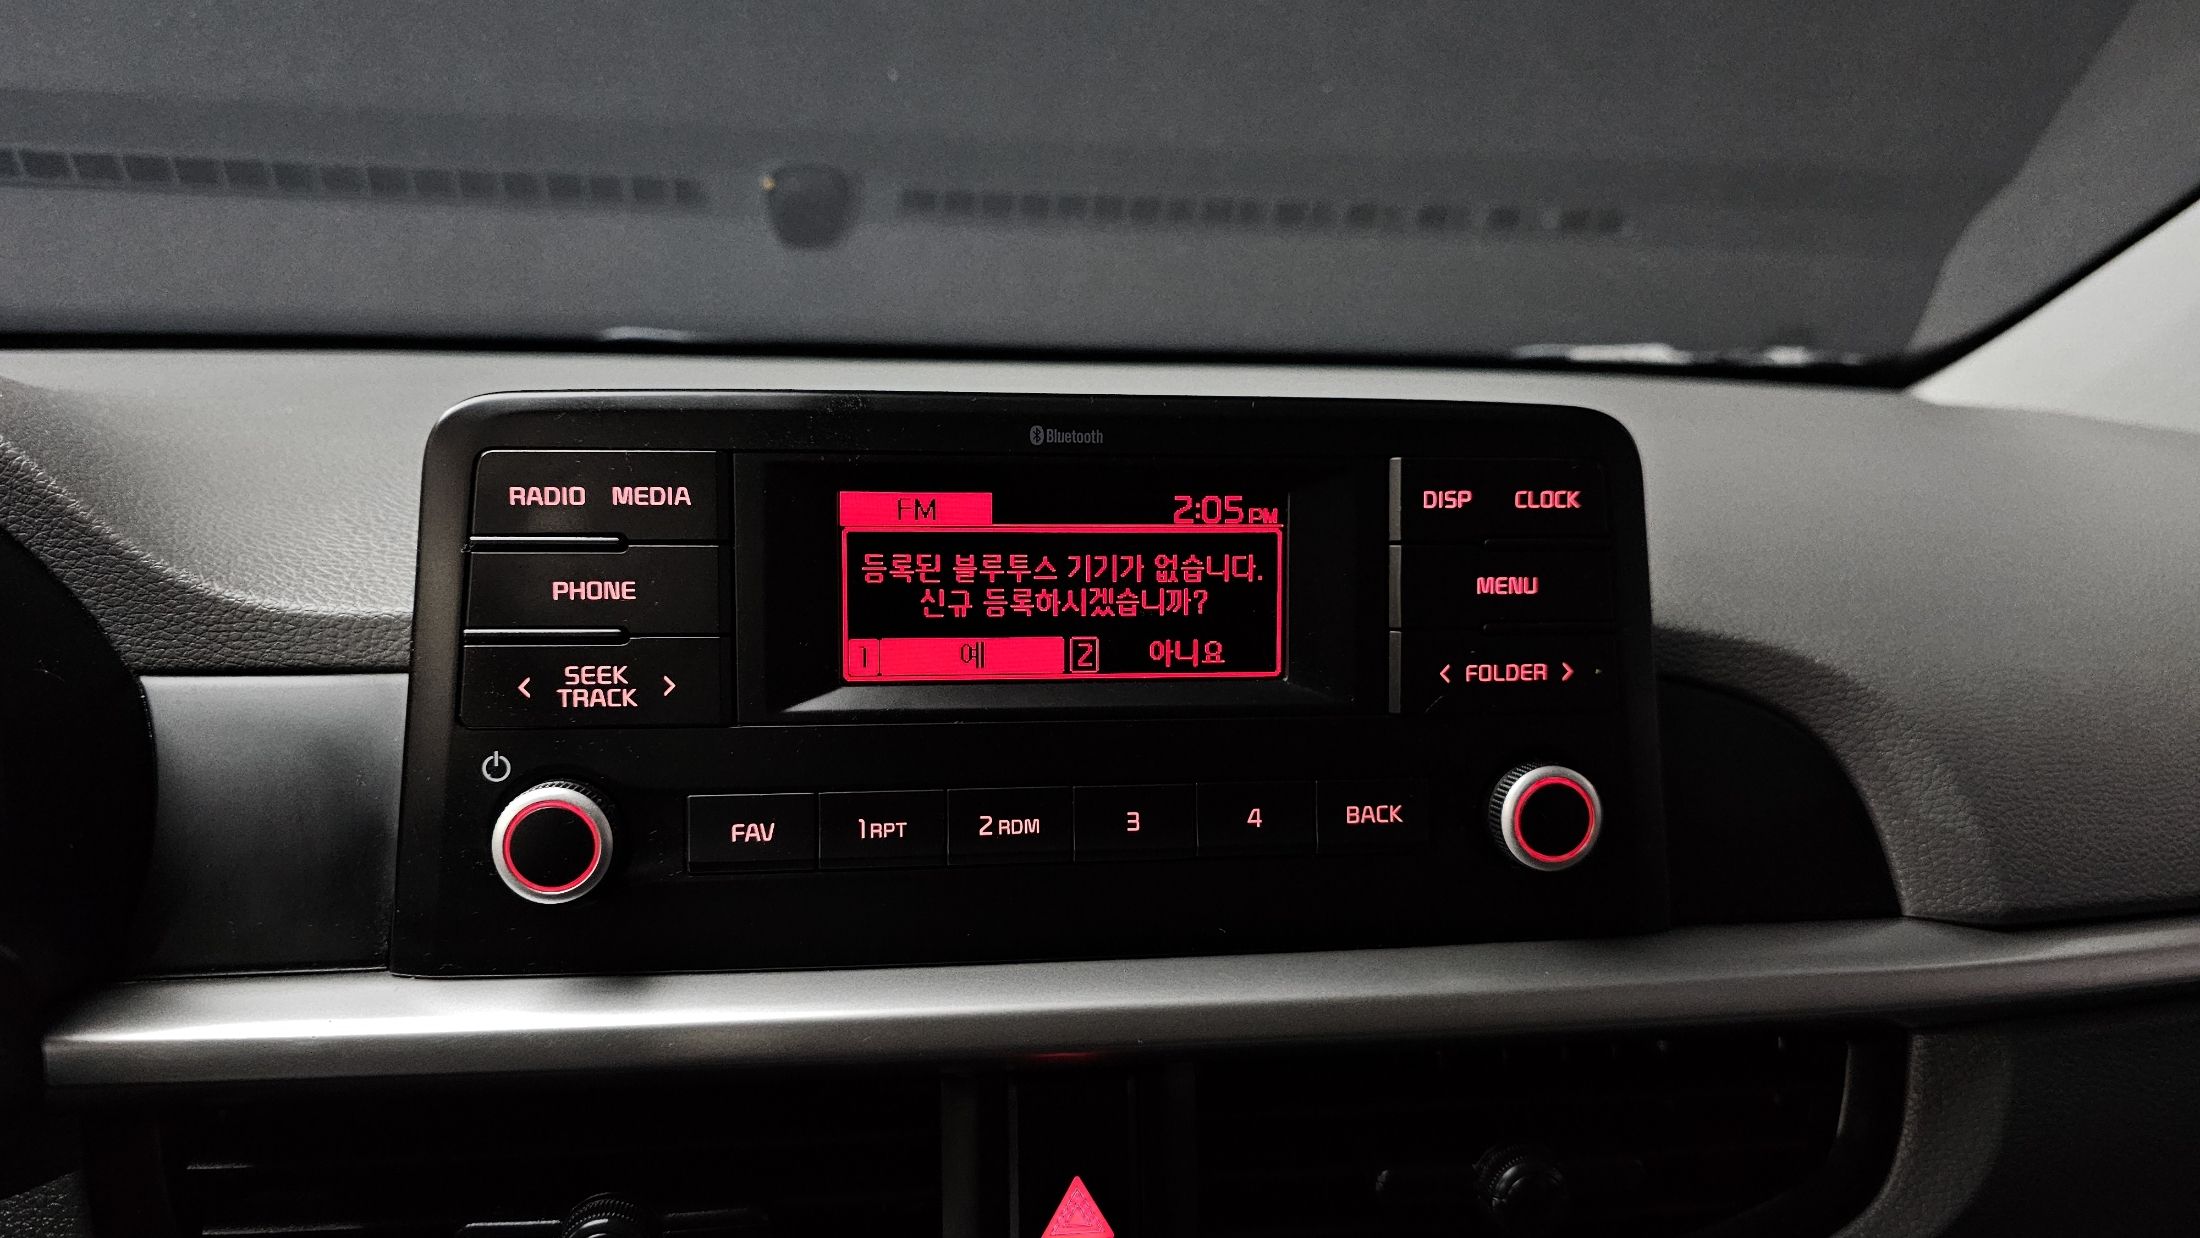 Bluetooth
RADIO MEDIA
PHONE
< SEEK TRACK >
FM 2:05 PM
등록된 블루투스 기기가 없습니다.
신규 등록하시겠습니까?
1 예 2 아니요
DISP CLOCK
MENU
< FOLDER >
FAV 1 RPT 2 RDM 3 4 BACK